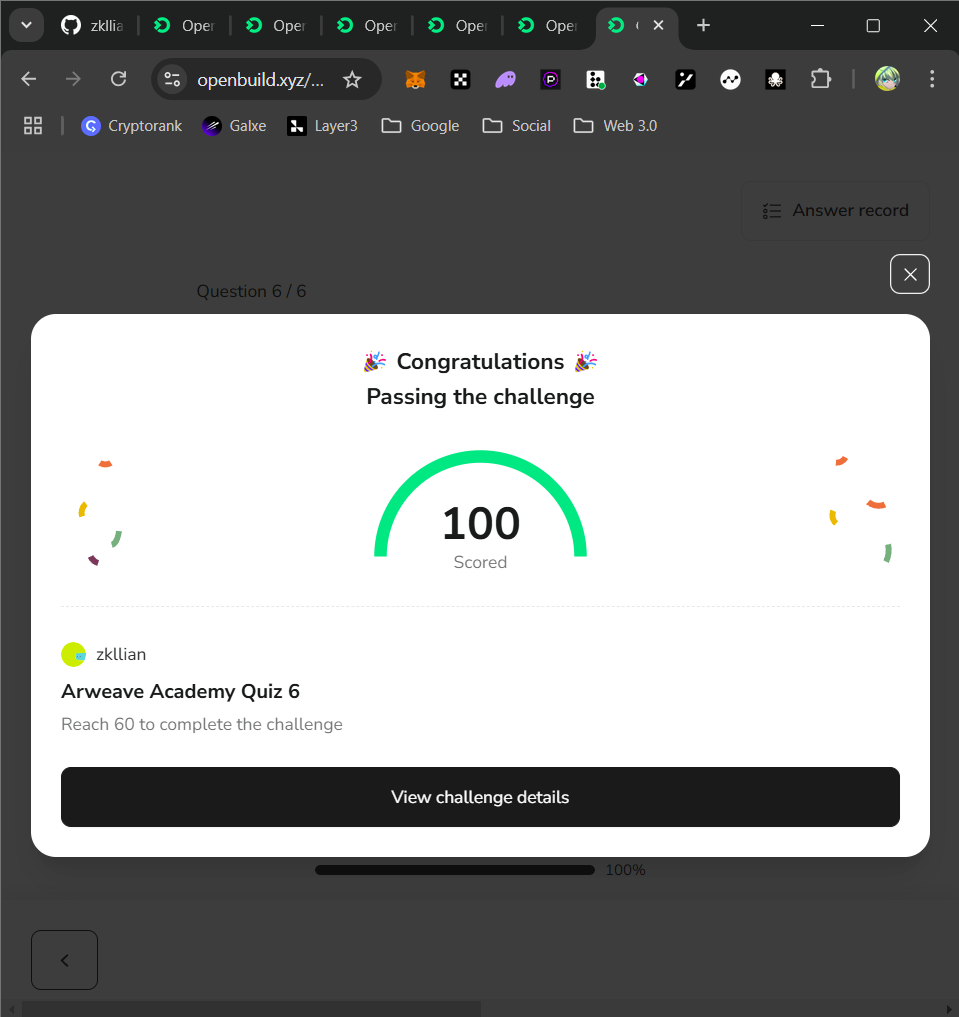 zkllia
Oper
Oper
Oper
Oper
Oper
openbuild.xyz/...
Cryptorank
Galxe
Layer3
Google
Social
Web 3.0
Answer record
Question 6 / 6
Congratulations
Passing the challenge
100
Scored
zkllian
Arweave Academy Quiz 6
Reach 60 to complete the challenge
View challenge details
100%